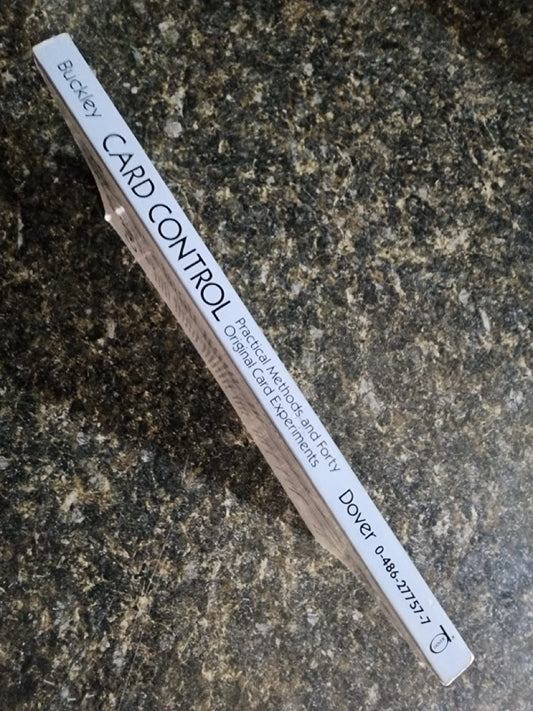 Buckley
CARD CONTROL
Practical Methods and Forty
Original Card Experiments
Dover
0-486-27757-7